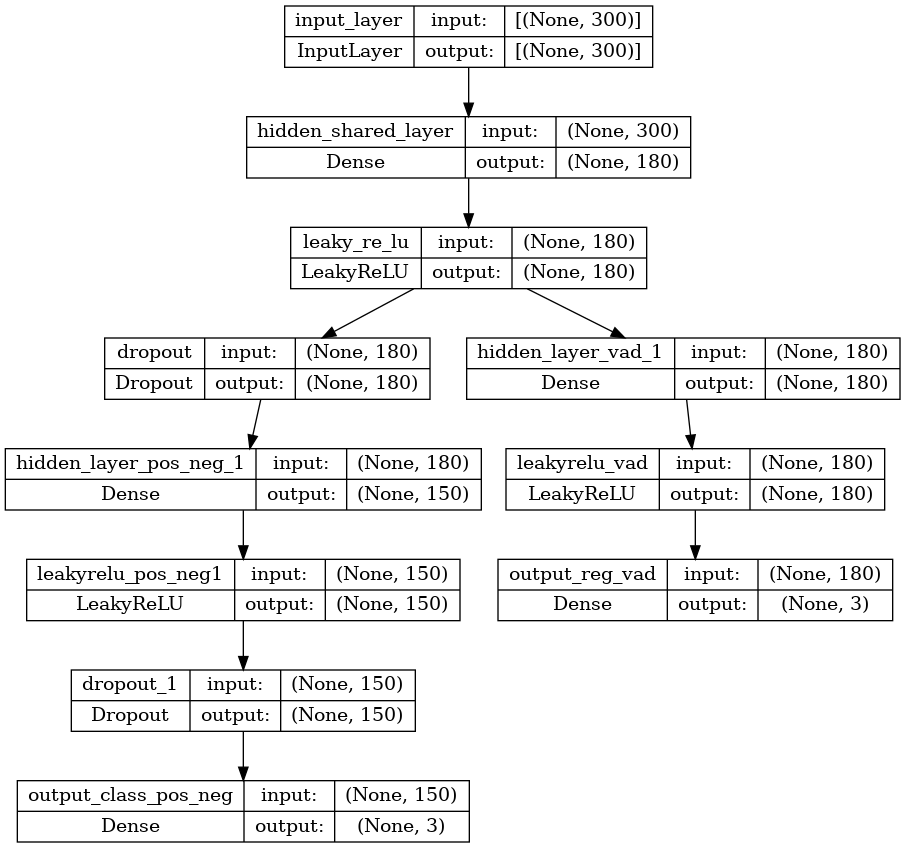 input_layer input: [(None, 300)]
InputLayer output: [(None, 300)]
hidden_shared_layer input: (None, 300)
Dense output: (None, 180)
leaky_re_lu input: (None, 180)
LeakyReLU output: (None, 180)
dropout input: (None, 180)
Dropout output: (None, 180)
hidden_layer_vad_1 input: (None, 180)
Dense output: (None, 180)
hidden_layer_pos_neg_1 input: (None, 180)
Dense output: (None, 150)
leakyrelu_vad input: (None, 180)
LeakyReLU output: (None, 180)
leakyrelu_pos_neg1 input: (None, 150)
LeakyReLU output: (None, 150)
output_reg_vad input: (None, 180)
Dense output: (None, 3)
dropout_1 input: (None, 150)
Dropout output: (None, 150)
output_class_pos_neg input: (None, 150)
Dense output: (None, 3)